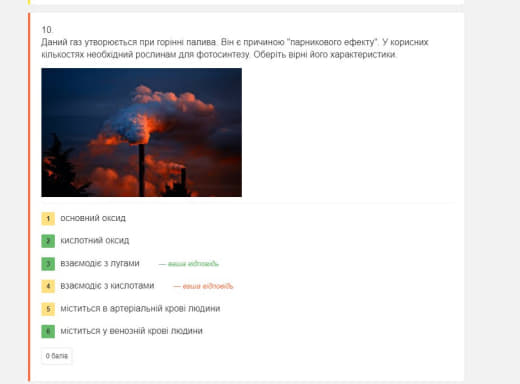 10.
Даний газ утворюється при горінні палива. Він є причиною "парникового ефекту". У корисних
кількостях необхідний рослинам для фотосинтезу. Оберіть вірні його характеристики.
1 основний оксид
2 кислотний оксид
3 взаємодіє з лугами — ваша відповідь
4 взаємодіє з кислотами — ваша відповідь
5 міститься в артеріальній крові людини
6 міститься у венозній крові людини
0 балів